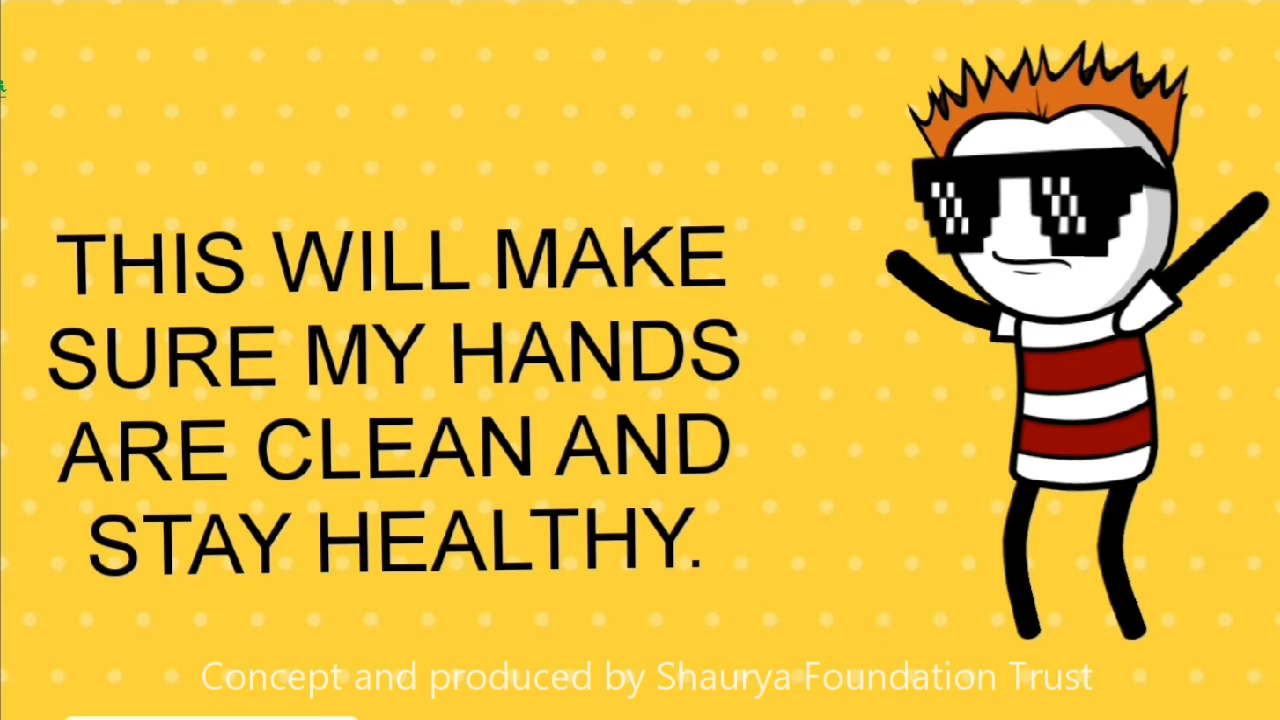 THIS WILL MAKE
SURE MY HANDS
ARE CLEAN AND
STAY HEALTHY.
Concept and produced by Shaurya Foundation Trust